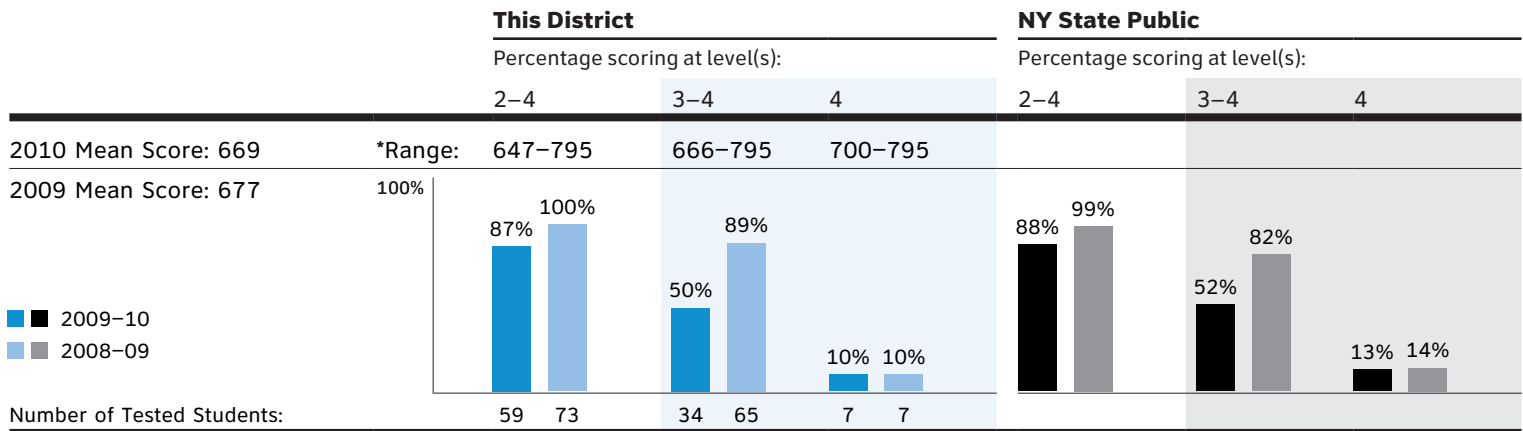 This District NY State Public
Percentage scoring at level(s): Percentage scoring at level(s):
2–4 3–4 4 2–4 3–4 4
2010 Mean Score: 669 *Range: 647–795 666–795 700–795
2009 Mean Score: 677 100%
87% 100% 50% 89% 10% 10% 88% 99% 52% 82% 13% 14%
2009–10
2008–09
Number of Tested Students: 59 73 34 65 7 7